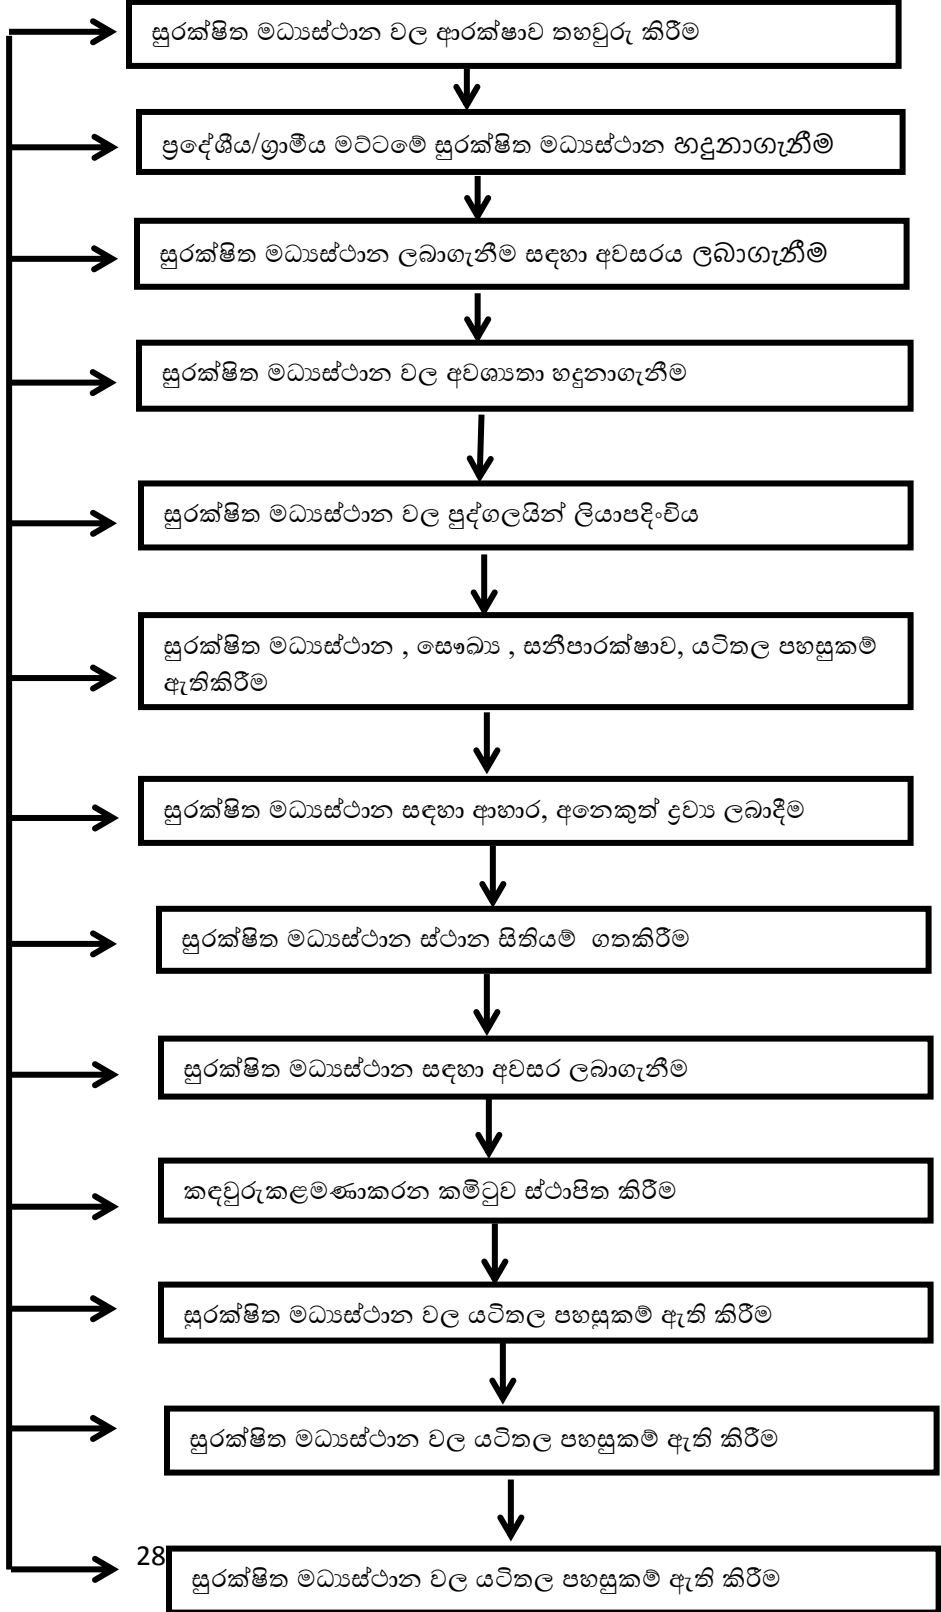 සුරක්ෂිත මධ්‍යස්ථාන වල ආරක්ෂාව තහවුරු කිරීම
ප්‍රදේශීය/ග්‍රාමීය මට්ටමේ සුරක්ෂිත මධ්‍යස්ථාන හදුනාගැනීම
සුරක්ෂිත මධ්‍යස්ථාන ලබාගැනීම සඳහා අවසරය ලබාගැනීම
සුරක්ෂිත මධ්‍යස්ථාන වල අවශ්‍යතා හදුනාගැනීම
සුරක්ෂිත මධ්‍යස්ථාන වල පුද්ගලයින් ලියාපදිංචිය
සුරක්ෂිත මධ්‍යස්ථාන , සෞඛ්‍ය , සනීපාරක්ෂාව, යටිතල පහසුකම්
ඇතිකිරීම
සුරක්ෂිත මධ්‍යස්ථාන සඳහා ආහාර, අනෙකුත් ද්‍රව්‍ය ලබාදීම
සුරක්ෂිත මධ්‍යස්ථාන ස්ථාන සිතියම් ගතකිරීම
සුරක්ෂිත මධ්‍යස්ථාන සඳහා අවසර ලබාගැනීම
කඳවුරුකළමණාකරන කමිටුව ස්ථාපිත කිරීම
සුරක්ෂිත මධ්‍යස්ථාන වල යටිතල පහසුකම් ඇති කිරීම
සුරක්ෂිත මධ්‍යස්ථාන වල යටිතල පහසුකම් ඇති කිරීම
28
සුරක්ෂිත මධ්‍යස්ථාන වල යටිතල පහසුකම් ඇති කිරීම